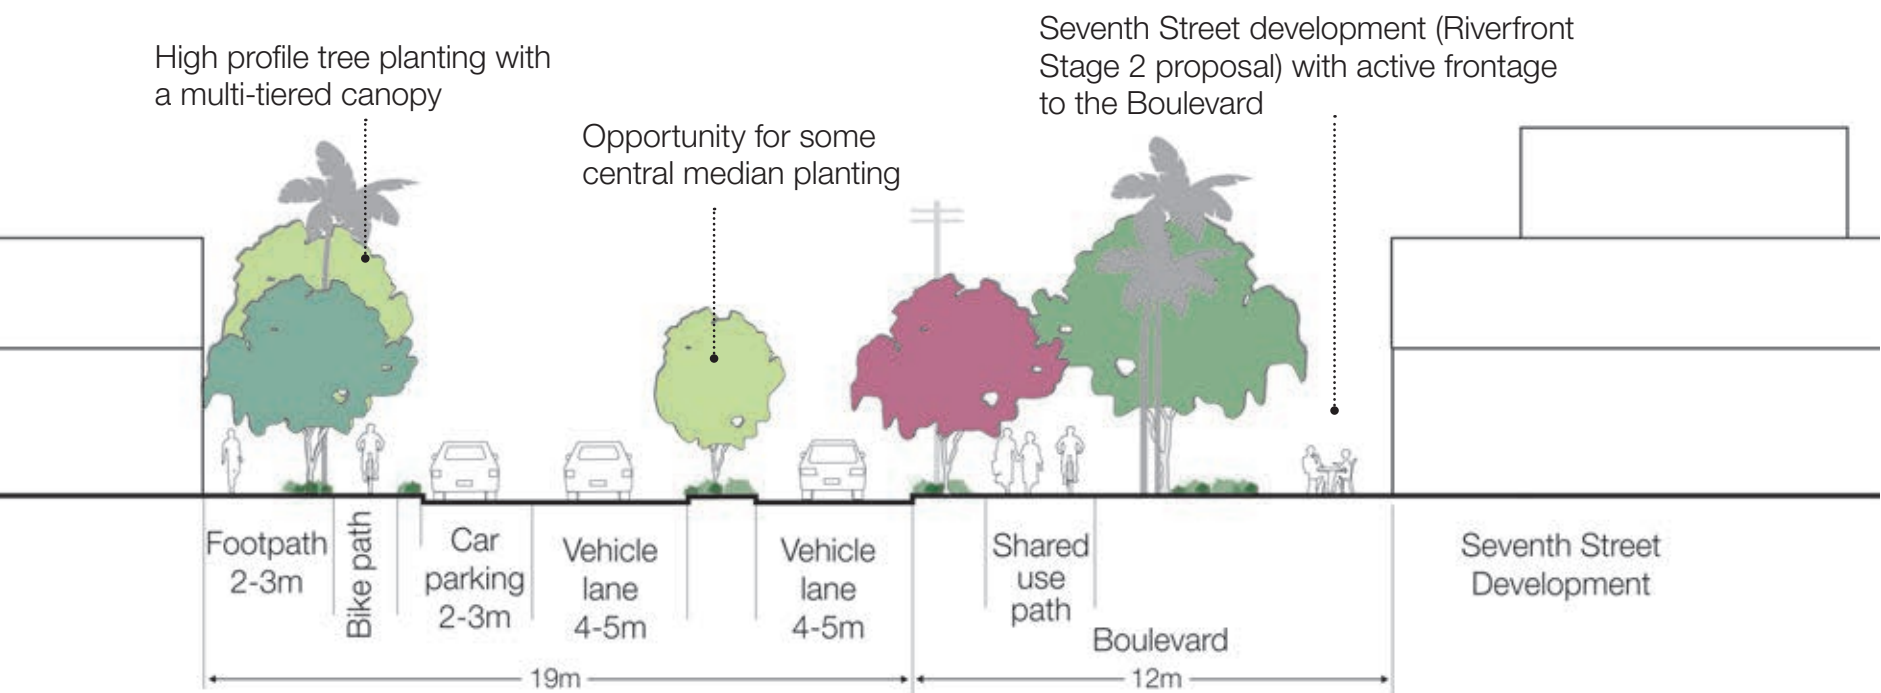 High profile tree planting with
a multi-tiered canopy
Opportunity for some
central median planting
Seventh Street development (Riverfront
Stage 2 proposal) with active frontage
to the Boulevard
Footpath
2-3m
Bike path
Car
parking
2-3m
Vehicle
lane
4-5m
Vehicle
lane
4-5m
Shared
use
path
Boulevard
Seventh Street
Development
19m
12m